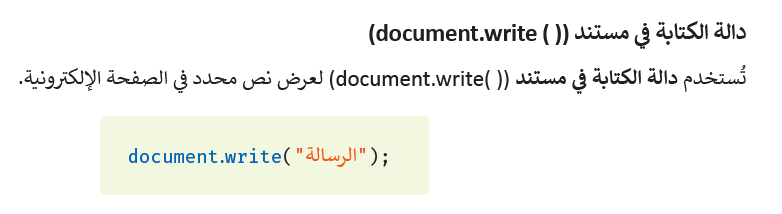 دالة الكتابة في مستند (document.write ( ))
تُستخدم دالة الكتابة في مستند (document.write( )) لعرض نص محدد في الصفحة الإلكترونية.
document.write("الرسالة");